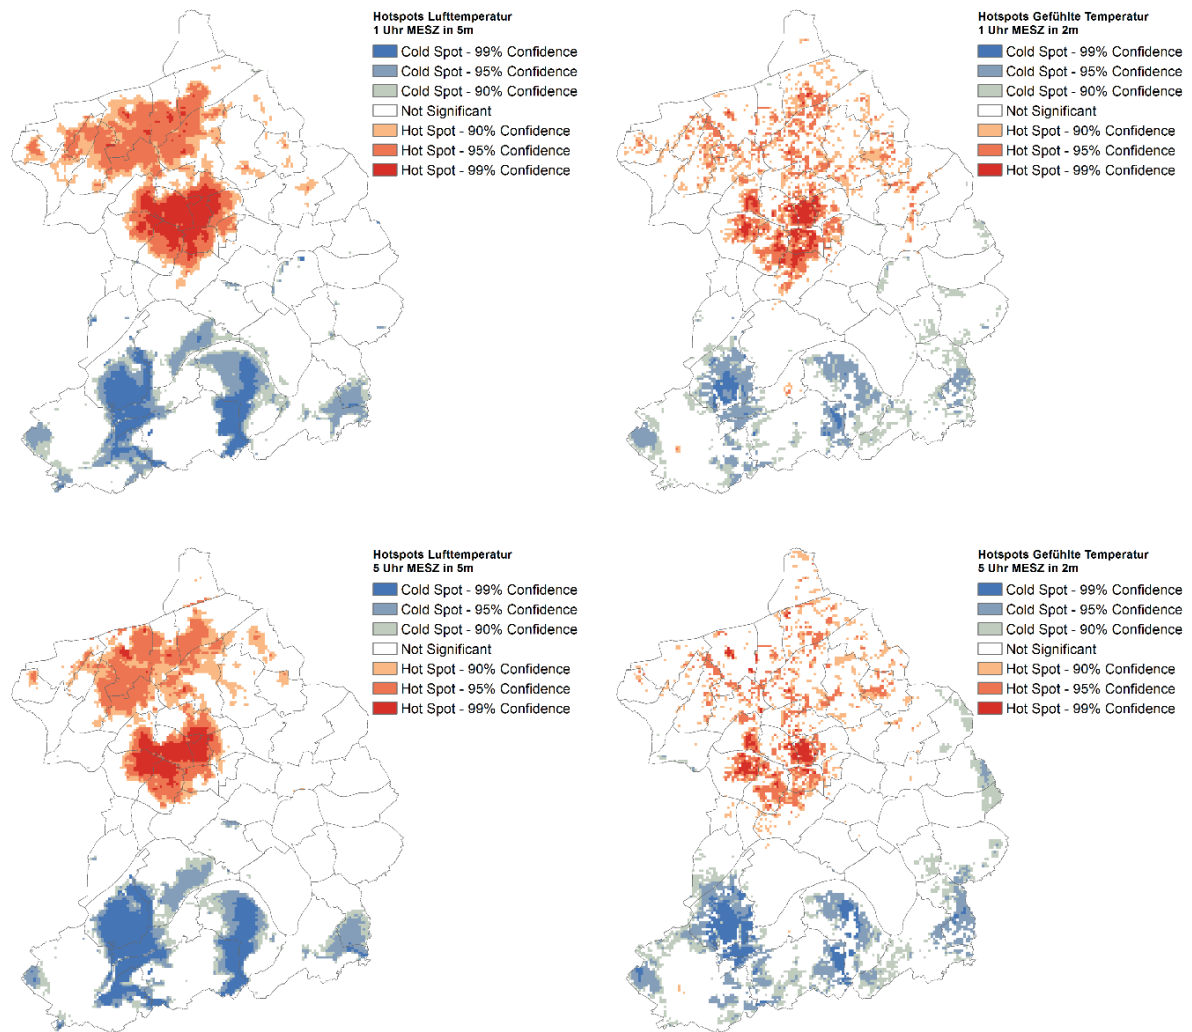 Hotspots Lufttemperatur
1 Uhr MESZ in 5m
Cold Spot - 99% Confidence
Cold Spot - 95% Confidence
Cold Spot - 90% Confidence
Not Significant
Hot Spot - 90% Confidence
Hot Spot - 95% Confidence
Hot Spot - 99% Confidence
Hotspots Gefühlte Temperatur
1 Uhr MESZ in 2m
Cold Spot - 99% Confidence
Cold Spot - 95% Confidence
Cold Spot - 90% Confidence
Not Significant
Hot Spot - 90% Confidence
Hot Spot - 95% Confidence
Hot Spot - 99% Confidence
Hotspots Lufttemperatur
5 Uhr MESZ in 5m
Cold Spot - 99% Confidence
Cold Spot - 95% Confidence
Cold Spot - 90% Confidence
Not Significant
Hot Spot - 90% Confidence
Hot Spot - 95% Confidence
Hot Spot - 99% Confidence
Hotspots Gefühlte Temperatur
5 Uhr MESZ in 2m
Cold Spot - 99% Confidence
Cold Spot - 95% Confidence
Cold Spot - 90% Confidence
Not Significant
Hot Spot - 90% Confidence
Hot Spot - 95% Confidence
Hot Spot - 99% Confidence